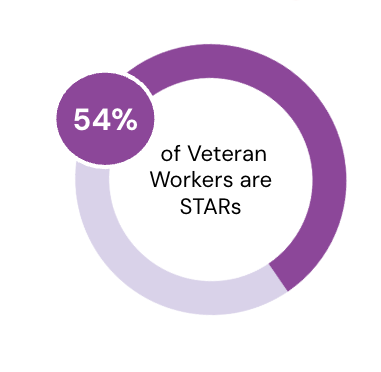 54%
of Veteran
Workers are
STARs